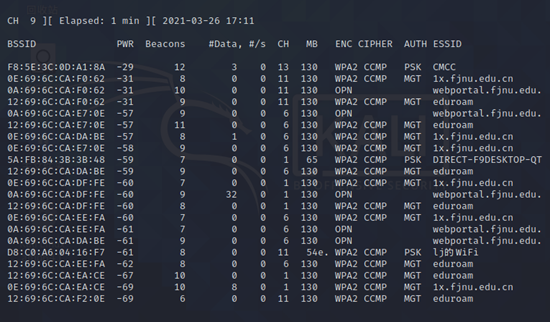 CH  9 ][ Elapsed: 1 min ][ 2021-03-26 17:11
BSSID              PWR  Beacons    #Data, #/s  CH   MB   ENC CIPHER  AUTH ESSID
F8:5E:3C:0D:A1:8A  -29       12        3    0  13  130   WPA2 CCMP   PSK  CMCC
0E:69:6C:CA:F0:62  -31        8        0    0  11  130   WPA2 CCMP   MGT  1x.fjnu.edu.cn
0A:69:6C:CA:F0:62  -31       10        0    0  11  130   OPN              webportal.fjnu.edu.
12:69:6C:CA:F0:62  -31        9        0    0  11  130   WPA2 CCMP   MGT  eduroam
0A:69:6C:CA:E7:0E  -57        9        0    0   6  130   OPN              webportal.fjnu.edu.
12:69:6C:CA:E7:0E  -57       11        0    0   6  130   WPA2 CCMP   MGT  eduroam
0E:69:6C:CA:DA:BE  -57        8        1    0   6  130   WPA2 CCMP   MGT  1x.fjnu.edu.cn
0E:69:6C:CA:E7:0E  -58        9        0    0   6  130   WPA2 CCMP   MGT  1x.fjnu.edu.cn
5A:FB:84:3B:3B:48  -59        7        0    0   1   65   WPA2 CCMP   PSK  DIRECT-F9DESKTOP-QT
12:69:6C:CA:DA:BE  -59        9        0    0   6  130   WPA2 CCMP   MGT  eduroam
0E:69:6C:CA:DF:FE  -60        7        0    0   1  130   WPA2 CCMP   MGT  1x.fjnu.edu.cn
0A:69:6C:CA:DF:FE  -60        9       32    0   1  130   OPN              webportal.fjnu.edu.
12:69:6C:CA:DF:FE  -60        8        0    0   1  130   WPA2 CCMP   MGT  eduroam
0E:69:6C:CA:EE:FA  -60        7        0    0   6  130   WPA2 CCMP   MGT  1x.fjnu.edu.cn
0A:69:6C:CA:EE:FA  -61        7        0    0   6  130   OPN              webportal.fjnu.edu.
0A:69:6C:CA:DA:BE  -61        9        0    0   6  130   OPN              webportal.fjnu.edu.
D8:C8:A6:04:16:F7  -61        8        0    0  11   54e. WPA2 CCMP   PSK  lj的WiFi
12:69:6C:CA:EE:FA  -62        8        0    0   6  130   WPA2 CCMP   MGT  eduroam
12:69:6C:CA:EA:CE  -67       10        0    0   1  130   WPA2 CCMP   MGT  eduroam
0E:69:6C:CA:EA:CE  -69       10        8    0   1  130   WPA2 CCMP   MGT  1x.fjnu.edu.cn
12:69:6C:CA:F2:0E  -69        6        0    0  11  130   WPA2 CCMP   MGT  eduroam